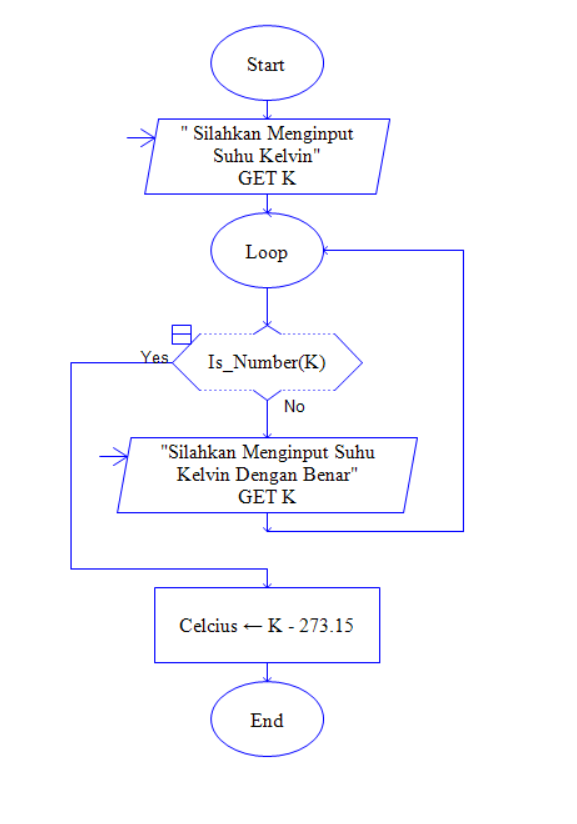 Start
" Silahkan Menginput
Suhu Kelvin"
GET K
Loop
Yes
Is_Number(K)
No
"Silahkan Menginput Suhu
Kelvin Dengan Benar"
GET K
Celcius ← K - 273.15
End